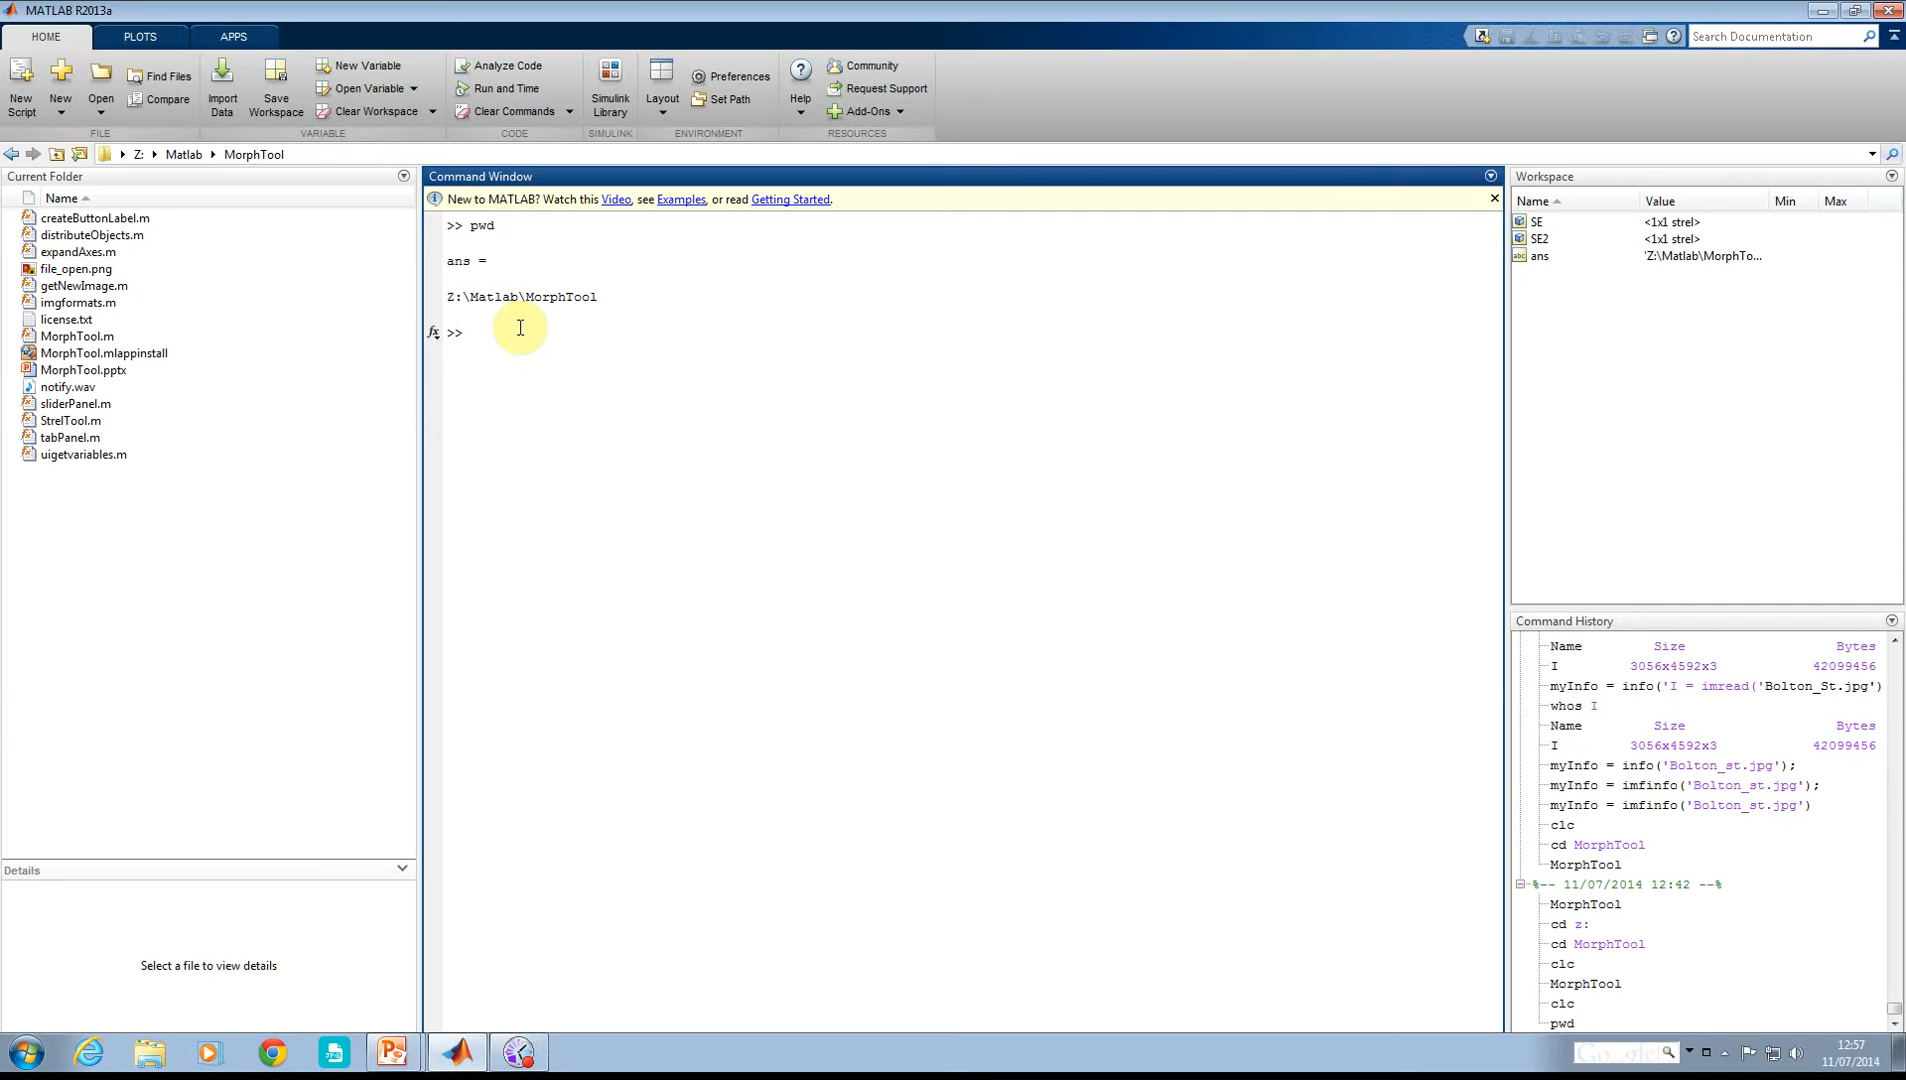 MATLAB R2013a
HOME PLOTS APPS
Search Documentation
New Script
New
Open
Find Files
Compare
Import Data
Save Workspace
New Variable
Open Variable
Clear Workspace
Analyze Code
Run and Time
Clear Commands
Simulink Library
Layout
Preferences
Set Path
Help
Community
Request Support
Add-Ons
FILE VARIABLE CODE SIMULINK ENVIRONMENT RESOURCES
Z: Matlab MorphTool
Current Folder
Name
createButtonLabel.m
distributeObjects.m
expandAxes.m
file_open.png
getNewImage.m
imgformats.m
license.txt
MorphTool.m
MorphTool.mlappinstall
MorphTool.pptx
notify.wav
sliderPanel.m
StrelTool.m
tabPanel.m
uigetvariables.m
Details
Select a file to view details
Command Window
New to MATLAB? Watch this Video, see Examples, or read Getting Started.
>> pwd
ans =
Z:\Matlab\MorphTool
fx >>
Workspace
Name Value Min Max
SE <1x1 strel>
SE2 <1x1 strel>
abc ans 'Z:\Matlab\MorphTo...
Command History
Name Size Bytes
I 3056x4592x3 42099456
myInfo = info('I = imread('Bolton_St.jpg')
whos I
Name Size Bytes
I 3056x4592x3 42099456
myInfo = info('Bolton_st.jpg');
myInfo = imfinfo('Bolton_st.jpg');
myInfo = imfinfo('Bolton_st.jpg')
clc
cd MorphTool
MorphTool
%-- 11/07/2014 12:42 --%
MorphTool
cd z:
cd MorphTool
clc
MorphTool
clc
pwd
JPG
Google
12:57
11/07/2014